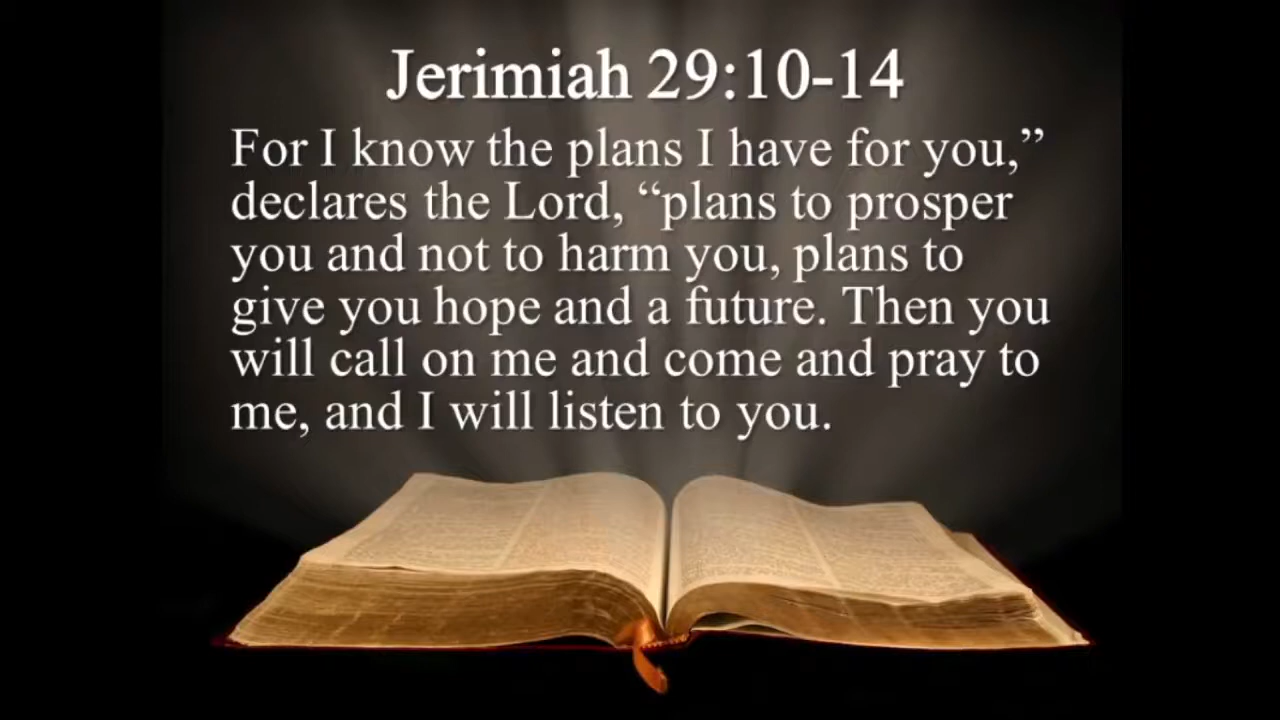 Jerimiah 29:10-14
For I know the plans I have for you,”
declares the Lord, “plans to prosper
you and not to harm you, plans to
give you hope and a future. Then you
will call on me and come and pray to
me, and I will listen to you.